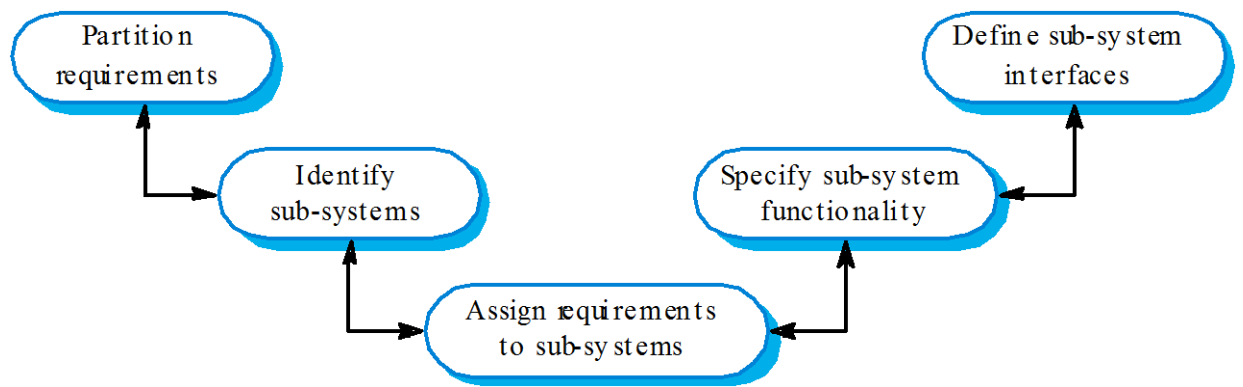 Partition
requirements
Identify
sub-systems
Assign requirements
to sub-systems
Specify sub-system
functionality
Define sub-system
interfaces